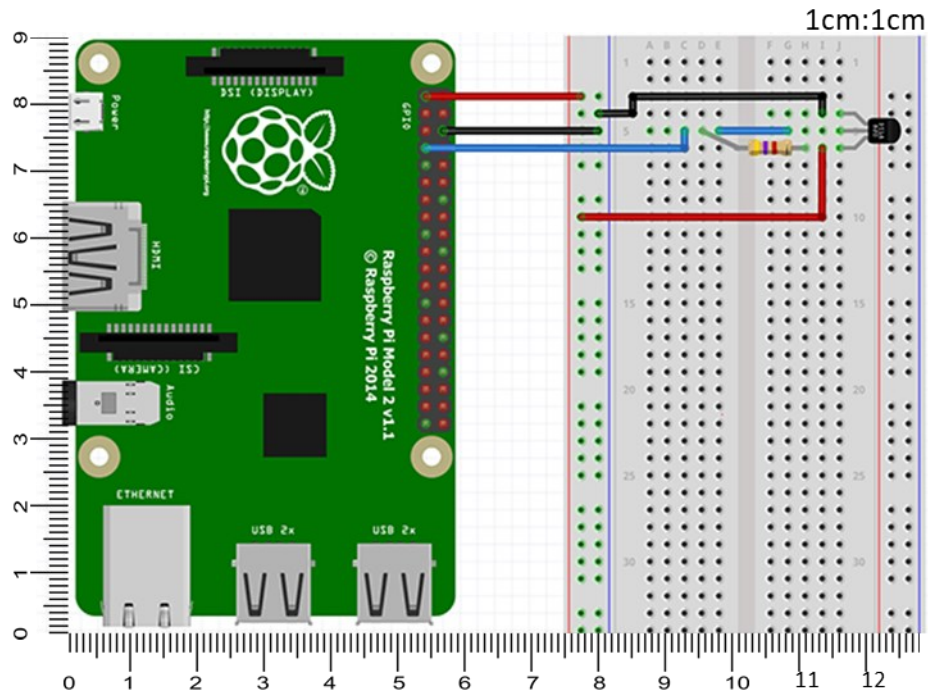 1cm:1cm
9
8
7
6
5
4
3
2
1
0
0 1 2 3 4 5 6 7 8 9 10 11 12
DSI (DISPLAY)
Power
GPIO
HDMI
Raspberry Pi Model 2 v1.1
© Raspberry Pi 2014
CSI (CAMERA)
Audio
ETHERNET
USB 2x
USB 2x
A B C D E F G H I J
1 1
5
10
15 15
20 20
25 25
30 30